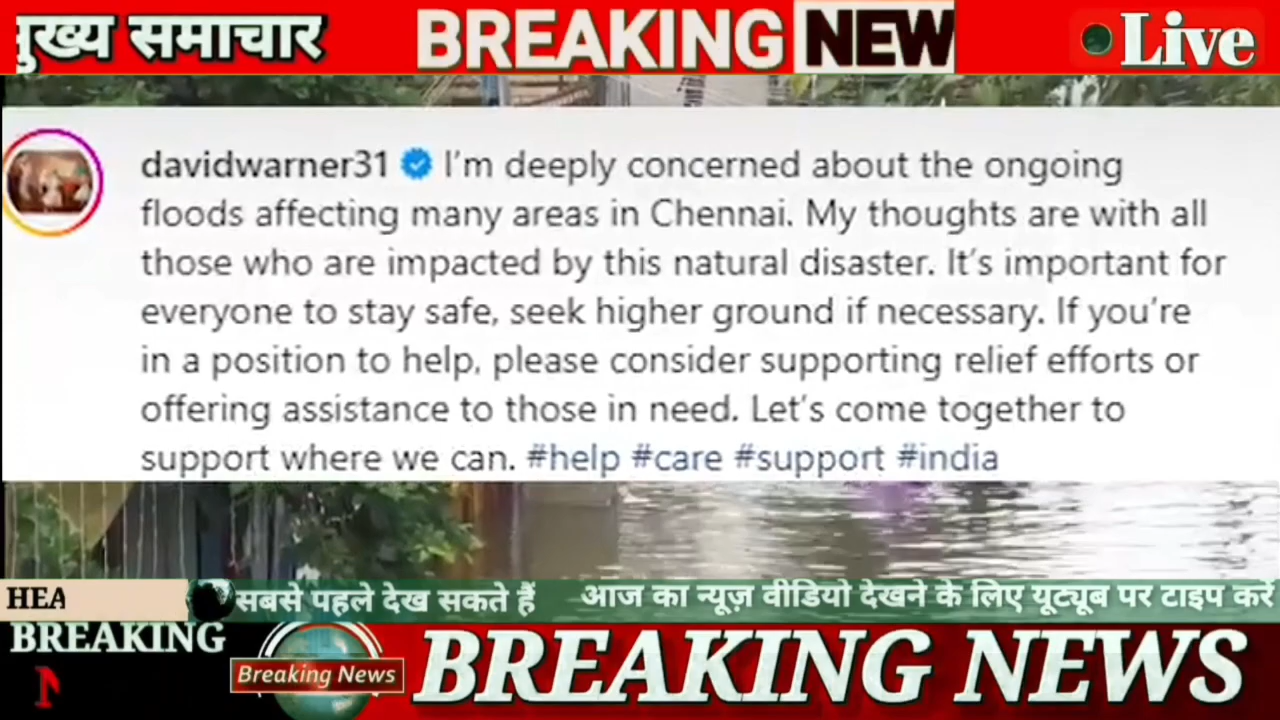 मुख्य समाचार BREAKING NEW Live
davidwarner31 I'm deeply concerned about the ongoing
floods affecting many areas in Chennai. My thoughts are with all
those who are impacted by this natural disaster. It's important for
everyone to stay safe, seek higher ground if necessary. If you're
in a position to help, please consider supporting relief efforts or
offering assistance to those in need. Let's come together to
support where we can. #help #care #support #india
HEA सबसे पहले देख सकते हैं आज का न्यूज़ वीडियो देखने के लिए यूट्यूब पर टाइप करें
BREAKING
N Breaking News BREAKING NEWS